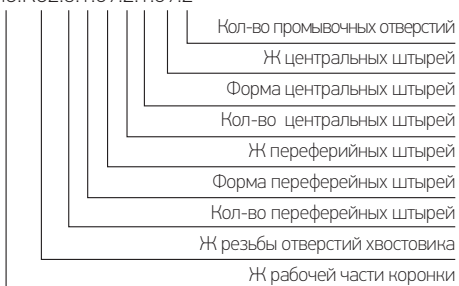 Кол-во промывочных отверстий
Ж центральных штырей
Форма центральных штырей
Кол-во центральных штырей
Ж переферийных штырей
Форма переферейных штырей
Кол-во переферейных штырей
Ж резьбы отверстий хвостовика
Ж рабочей части коронки